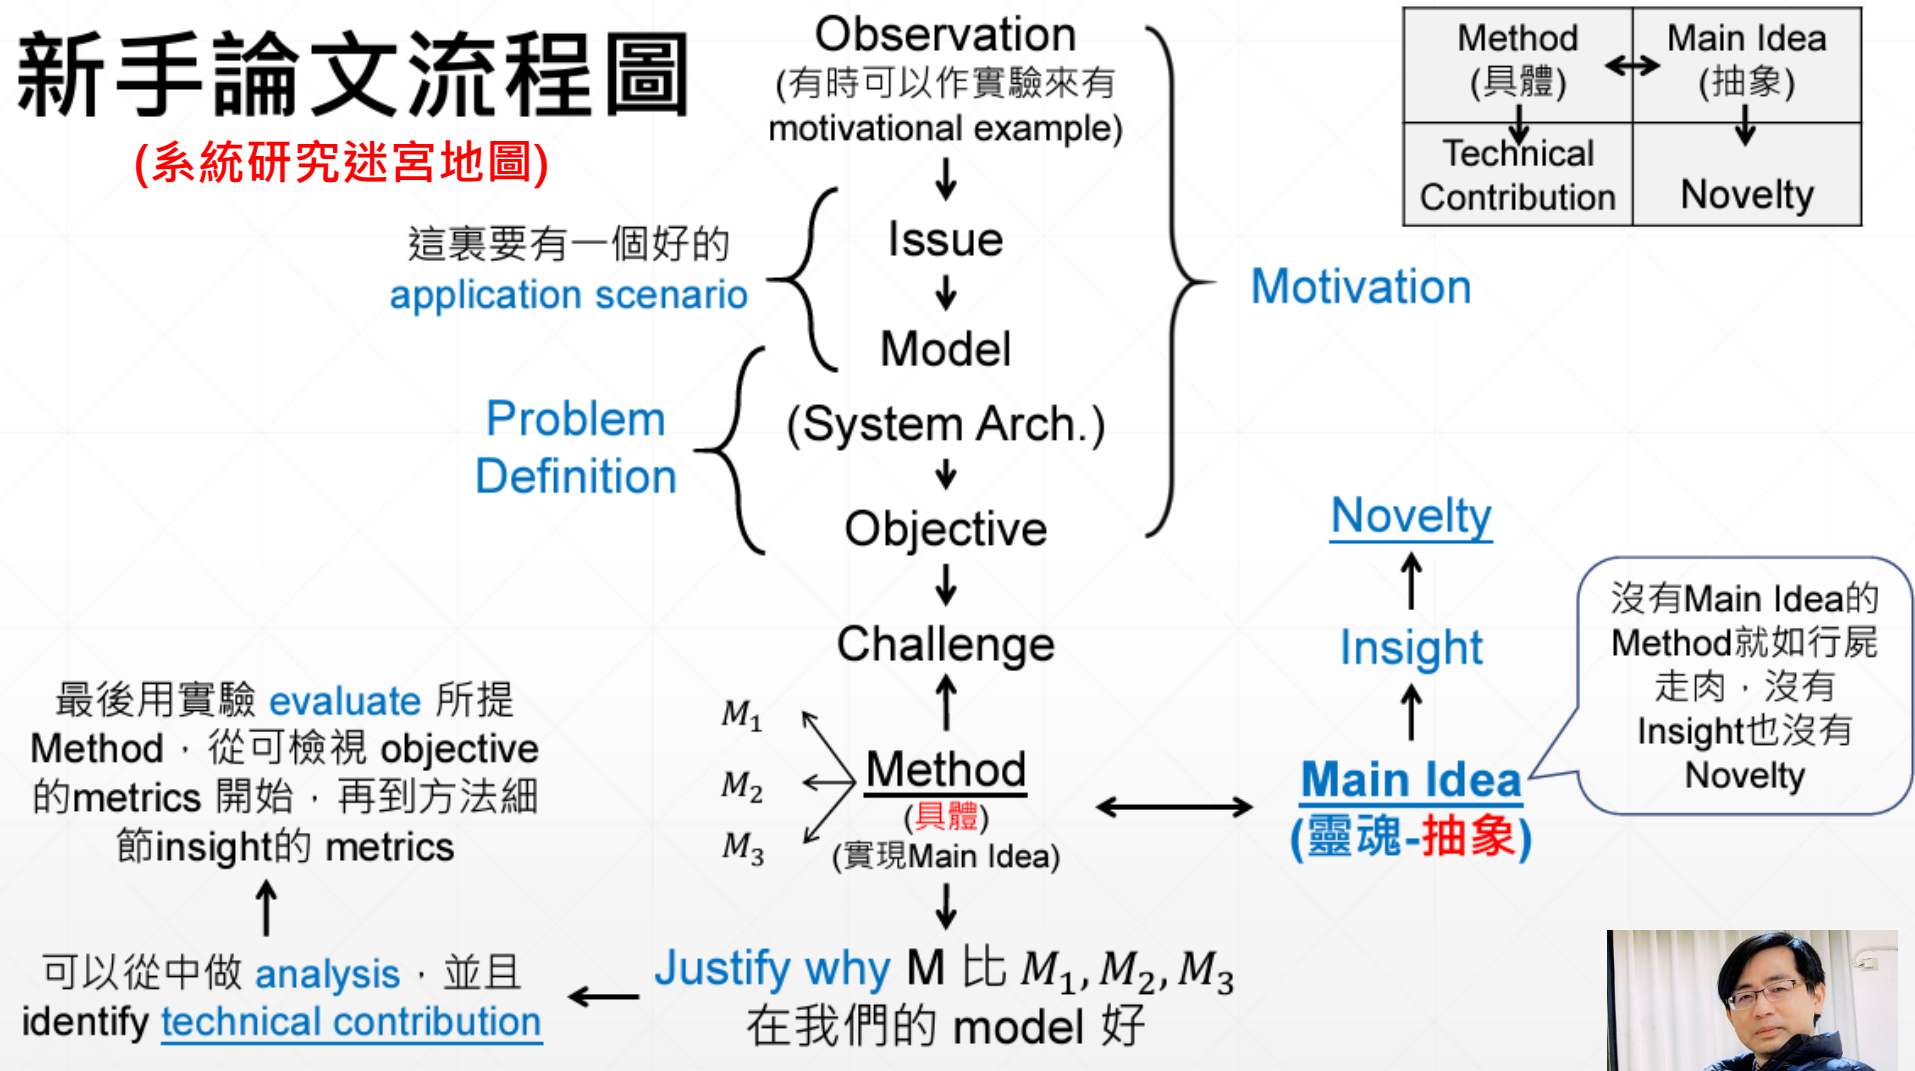 新手論文流程圖
(系統研究迷宮地圖)
Observation
(有時可以作實驗來有
motivational example)
Method
(具體)
Main Idea
(抽象)
Technical
Contribution
Novelty
這裏要有一個好的
application scenario
Issue
Model
Motivation
Problem
Definition
(System Arch.)
Objective
Challenge
Novelty
Insight
Main Idea
(靈魂-抽象)
沒有Main Idea的
Method就如行屍
走肉，沒有
Insight也沒有
Novelty
M₁
M₂
M₃
Method
(具體)
(實現Main Idea)
Justify why M 比 M₁, M₂, M₃
在我們的 model 好
可以從中做 analysis，並且
identify technical contribution
最後用實驗 evaluate 所提
Method，從可檢視 objective
的metrics 開始，再到方法細
節insight的 metrics